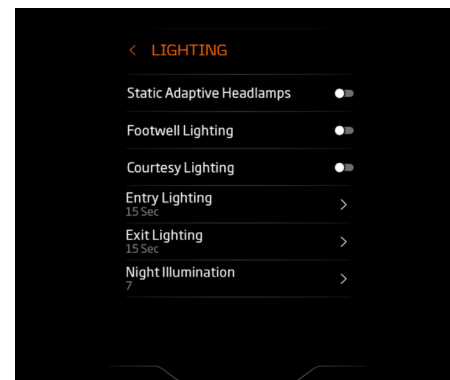 LIGHTING
Static Adaptive Headlamps
Footwell Lighting
Courtesy Lighting
Entry Lighting
15 Sec
Exit Lighting
15 Sec
Night Illumination
7